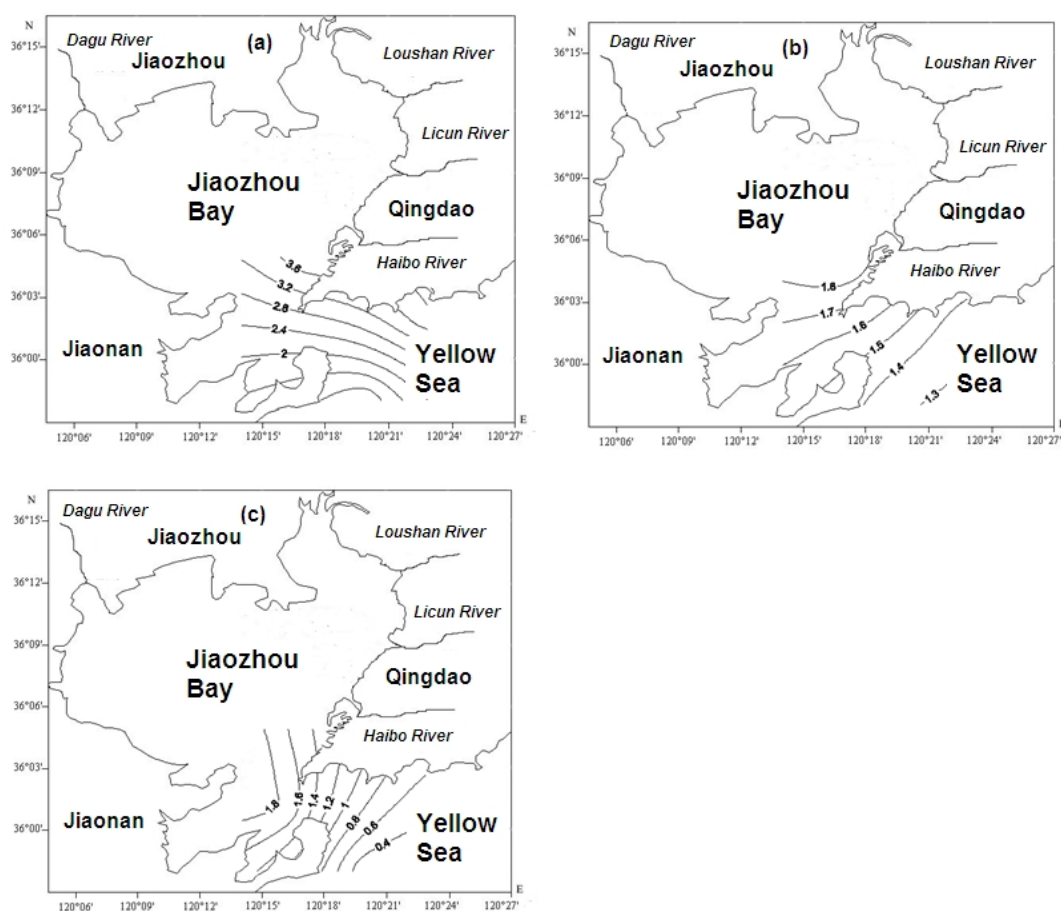 N
(a)
Dagu River
36°15'
Jiaozhou
Loushan River
36°12'
Licun River
36°09'
Jiaozhou
Bay
Qingdao
36°06'
Haibo River
3.6
3.2
36°03'
2.8
2.4
Jiaonan
36°00'
2
Yellow
Sea
E
120°06' 120°09' 120°12' 120°15' 120°18' 120°21' 120°24' 120°27'
N
(b)
Dagu River
36°15'
Jiaozhou
Loushan River
36°12'
Licun River
36°09'
Jiaozhou
Bay
Qingdao
36°06'
Haibo River
1.8
36°03'
1.7
1.6
Jiaonan
36°00'
1.5
1.4
Yellow
Sea
1.3
120°06' 120°09' 120°12' 120°15' 120°18' 120°21' 120°24' 120°27'
N
(c)
Dagu River
36°15'
Jiaozhou
Loushan River
36°12'
Licun River
36°09'
Jiaozhou
Bay
Qingdao
36°06'
Haibo River
36°03'
1.8 1.6 1.4 1.2 1
0.8
0.6
0.4
Jiaonan
36°00'
Yellow
Sea
E
120°06' 120°09' 120°12' 120°15' 120°18' 120°21' 120°24' 120°27'